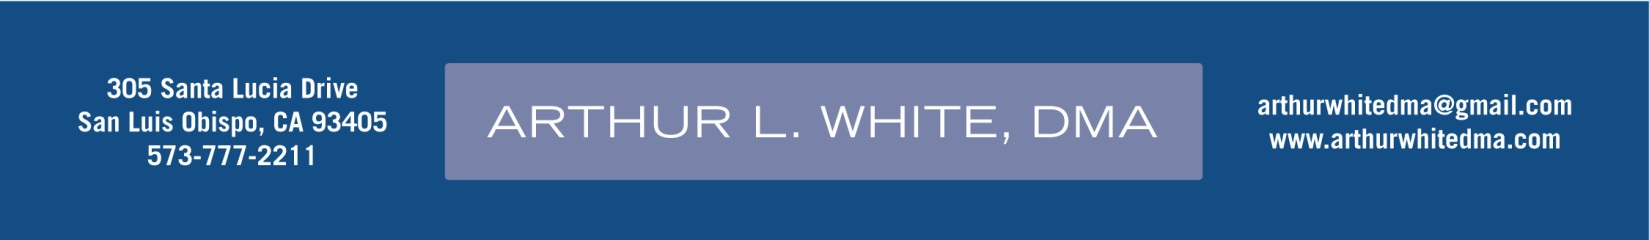 305 Santa Lucia Drive
San Luis Obispo, CA 93405
573-777-2211
ARTHUR L. WHITE, DMA
arthurwhitedma@gmail.com
www.arthurwhitedma.com